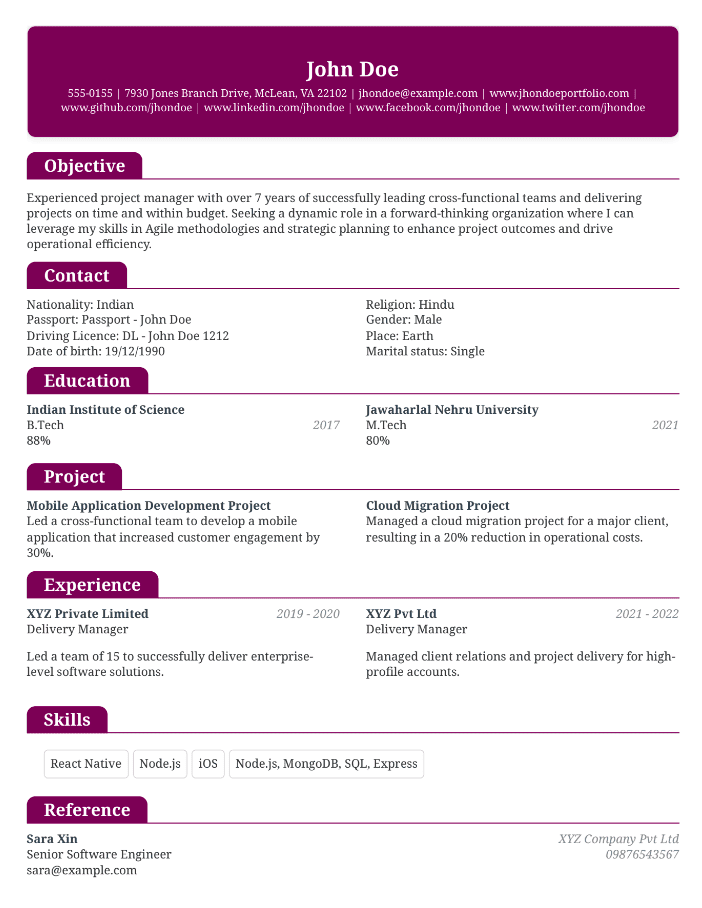 John Doe
555-0155 | 7930 Jones Branch Drive, McLean, VA 22102 | jhondoe@example.com | www.jhondoeportfolio.com |
www.github.com/jhondoe | www.linkedin.com/jhondoe | www.facebook.com/jhondoe | www.twitter.com/jhondoe
Objective
Experienced project manager with over 7 years of successfully leading cross-functional teams and delivering
projects on time and within budget. Seeking a dynamic role in a forward-thinking organization where I can
leverage my skills in Agile methodologies and strategic planning to enhance project outcomes and drive
operational efficiency.
Contact
Nationality: Indian
Passport: Passport - John Doe
Driving Licence: DL - John Doe 1212
Date of birth: 19/12/1990
Religion: Hindu
Gender: Male
Place: Earth
Marital status: Single
Education
Indian Institute of Science
B.Tech 2017
88%
Jawaharlal Nehru University
M.Tech 2021
80%
Project
Mobile Application Development Project
Led a cross-functional team to develop a mobile
application that increased customer engagement by
30%.
Cloud Migration Project
Managed a cloud migration project for a major client,
resulting in a 20% reduction in operational costs.
Experience
XYZ Private Limited 2019 - 2020
Delivery Manager
Led a team of 15 to successfully deliver enterprise-
level software solutions.
XYZ Pvt Ltd 2021 - 2022
Delivery Manager
Managed client relations and project delivery for high-
profile accounts.
Skills
React Native Node.js iOS Node.js, MongoDB, SQL, Express
Reference
Sara Xin XYZ Company Pvt Ltd
Senior Software Engineer 09876543567
sara@example.com